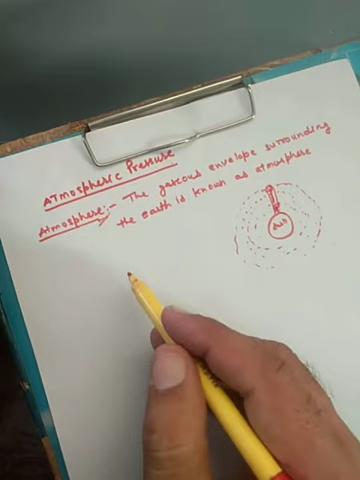 Atmospheric Pressure
Atmosphere:- The gaseous envelope surrounding
the earth is known as atmosphere